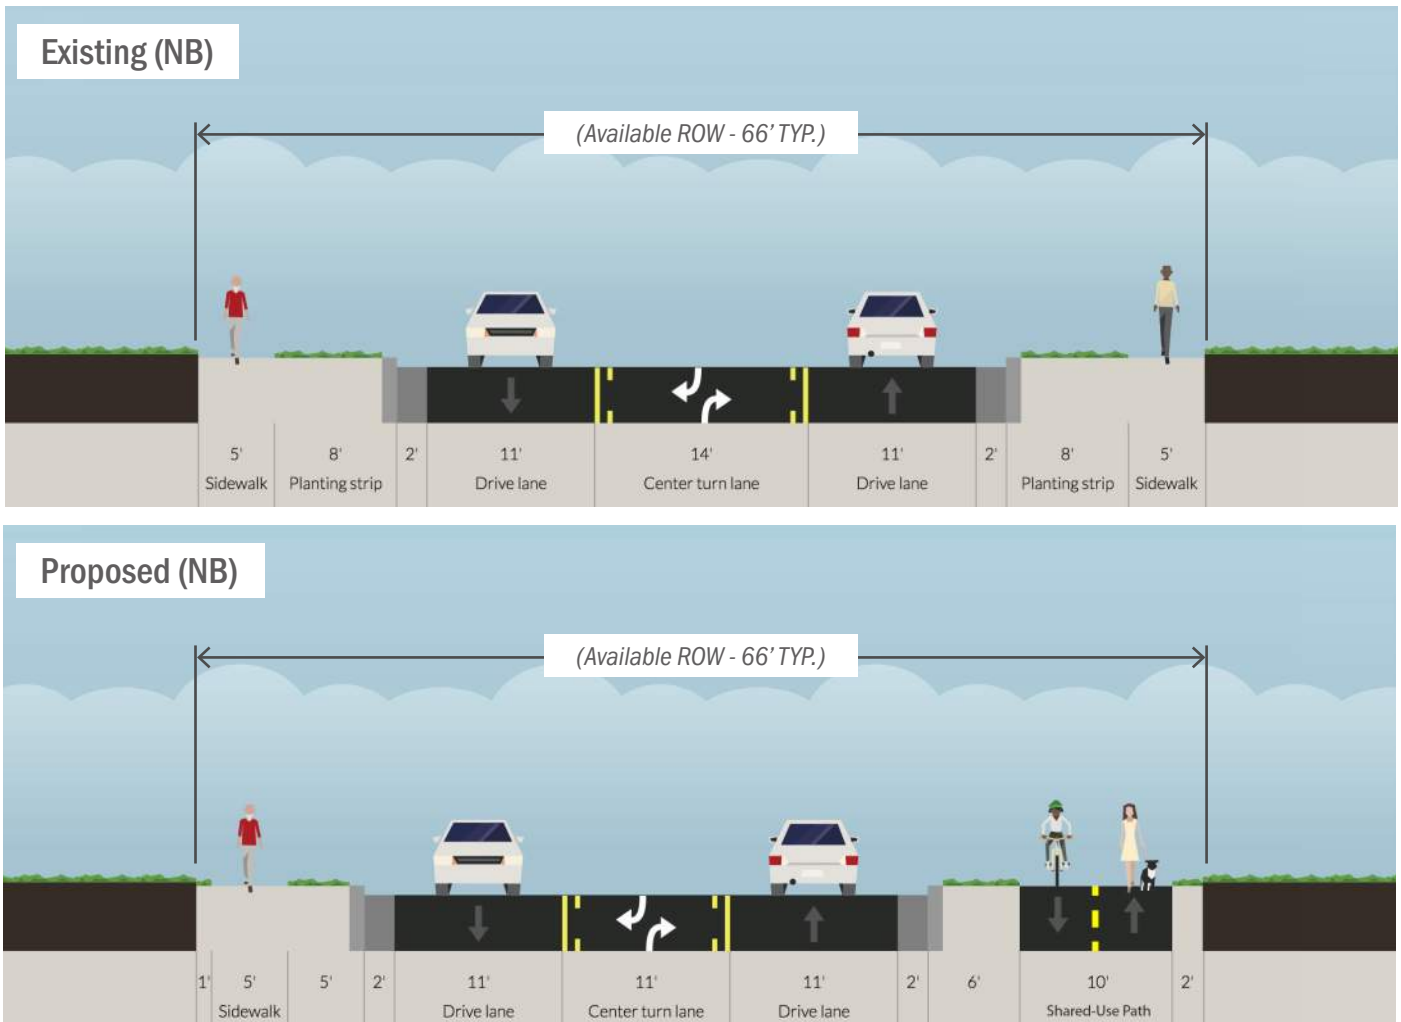 Existing (NB)
(Available ROW - 66' TYP.)
5' 8' 2' 11' 14' 11' 2' 8' 5'
Sidewalk Planting strip Drive lane Center turn lane Drive lane Planting strip Sidewalk
Proposed (NB)
(Available ROW - 66' TYP.)
1' 5' 5' 2' 11' 11' 11' 2' 6' 10' 2'
Sidewalk Drive lane Center turn lane Drive lane Shared-Use Path